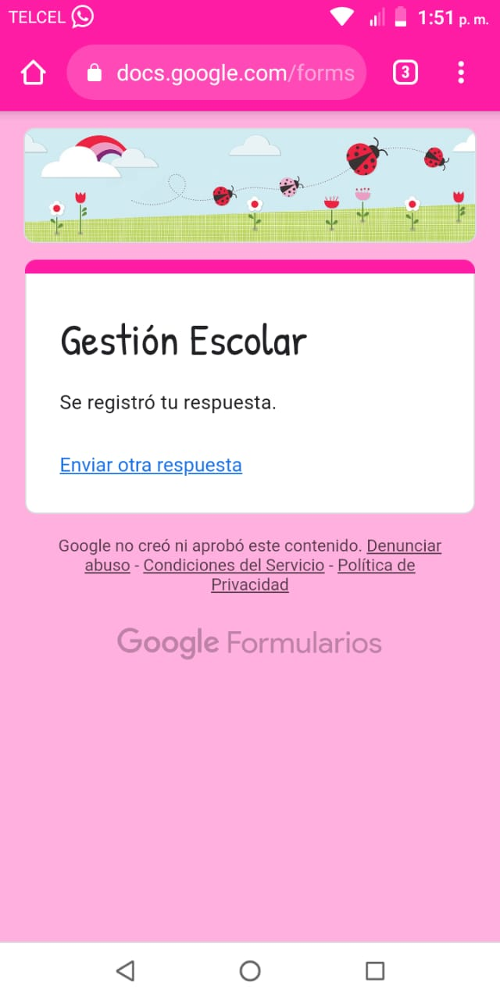 TELCEL 1:51 p. m.
docs.google.com/forms 3
Gestión Escolar
Se registró tu respuesta.
Enviar otra respuesta
Google no creó ni aprobó este contenido. Denunciar
abuso - Condiciones del Servicio - Política de
Privacidad
Google Formularios